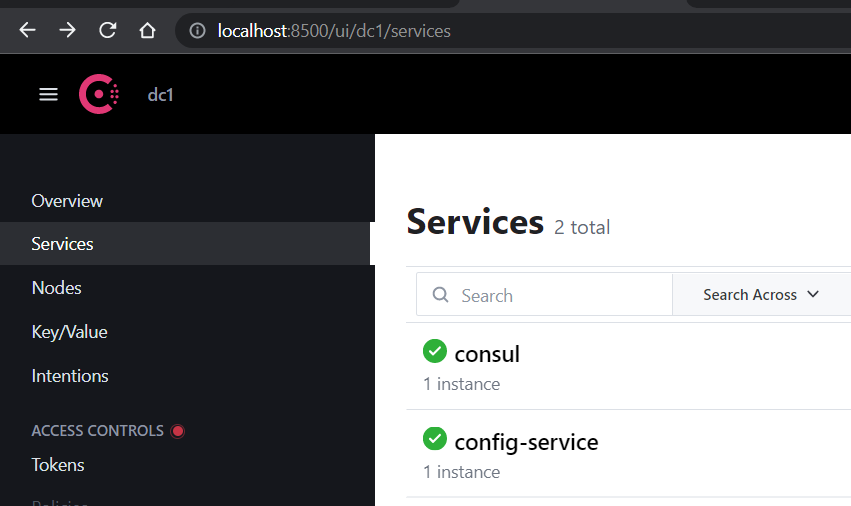 localhost:8500/ui/dc1/services
dc1
Overview
Services
Nodes
Key/Value
Intentions
ACCESS CONTROLS
Tokens
Policies
Services 2 total
Search
Search Across
consul
1 instance
config-service
1 instance